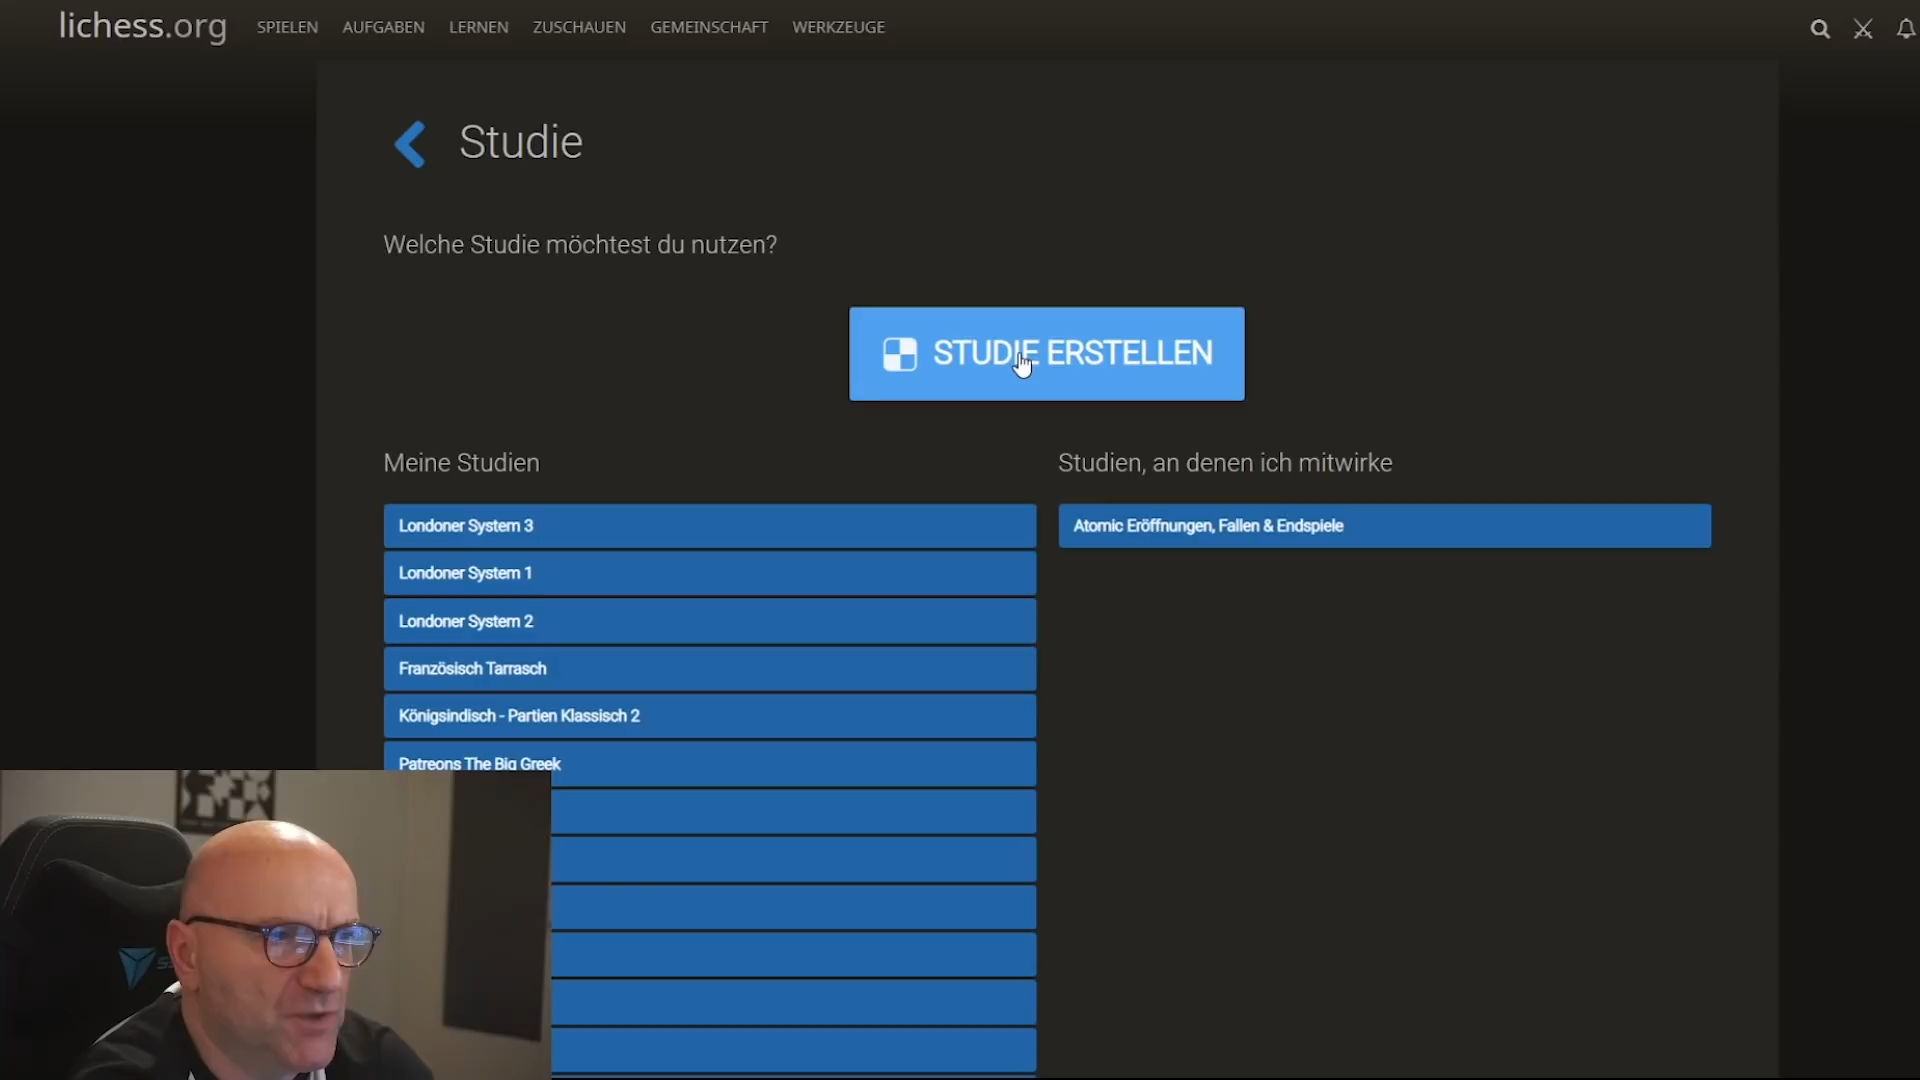 lichess.org SPIELEN AUFGABEN LERNEN ZUSCHAUEN GEMEINSCHAFT WERKZEUGE
Studie
Welche Studie möchtest du nutzen?
STUDIE ERSTELLEN
Meine Studien
Londoner System 3
Londoner System 1
Londoner System 2
Französisch Tarrasch
Königsindisch - Partien Klassisch 2
Patreons The Big Greek
Studien, an denen ich mitwirke
Atomic Eröffnungen, Fallen & Endspiele